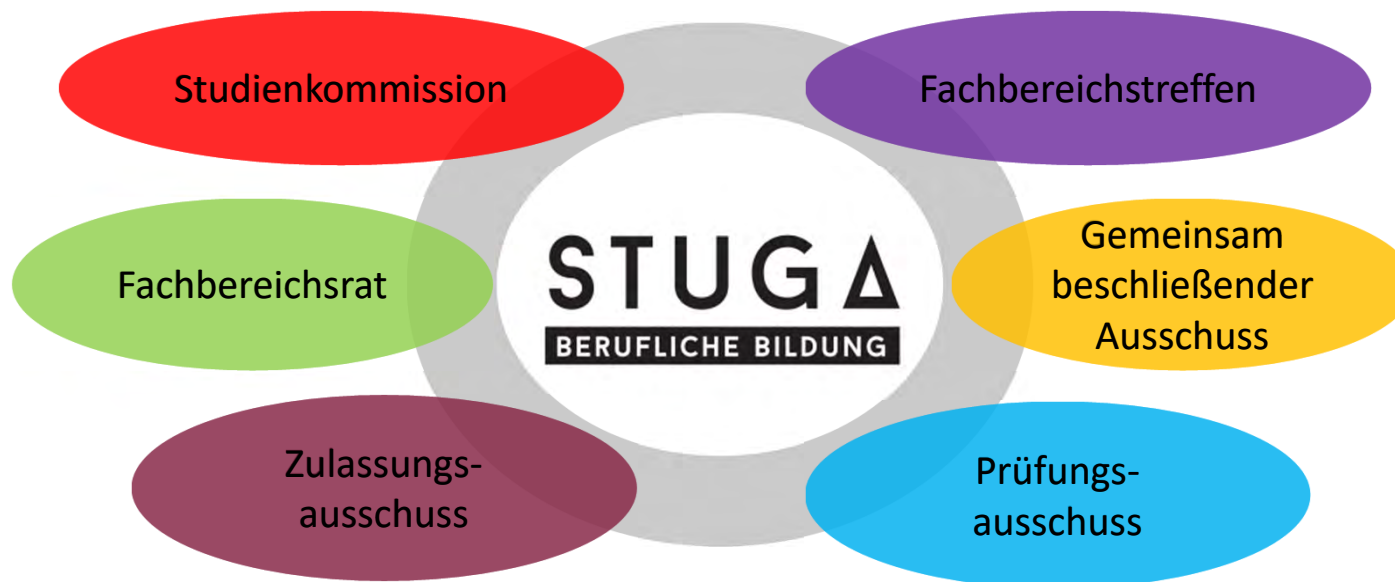 Studienkommission
Fachbereichstreffen
Fachbereichsrat
STUGA
BERUFLICHE BILDUNG
Gemeinsam
beschließender
Ausschuss
Zulassungs-
ausschuss
Prüfungs-
ausschuss